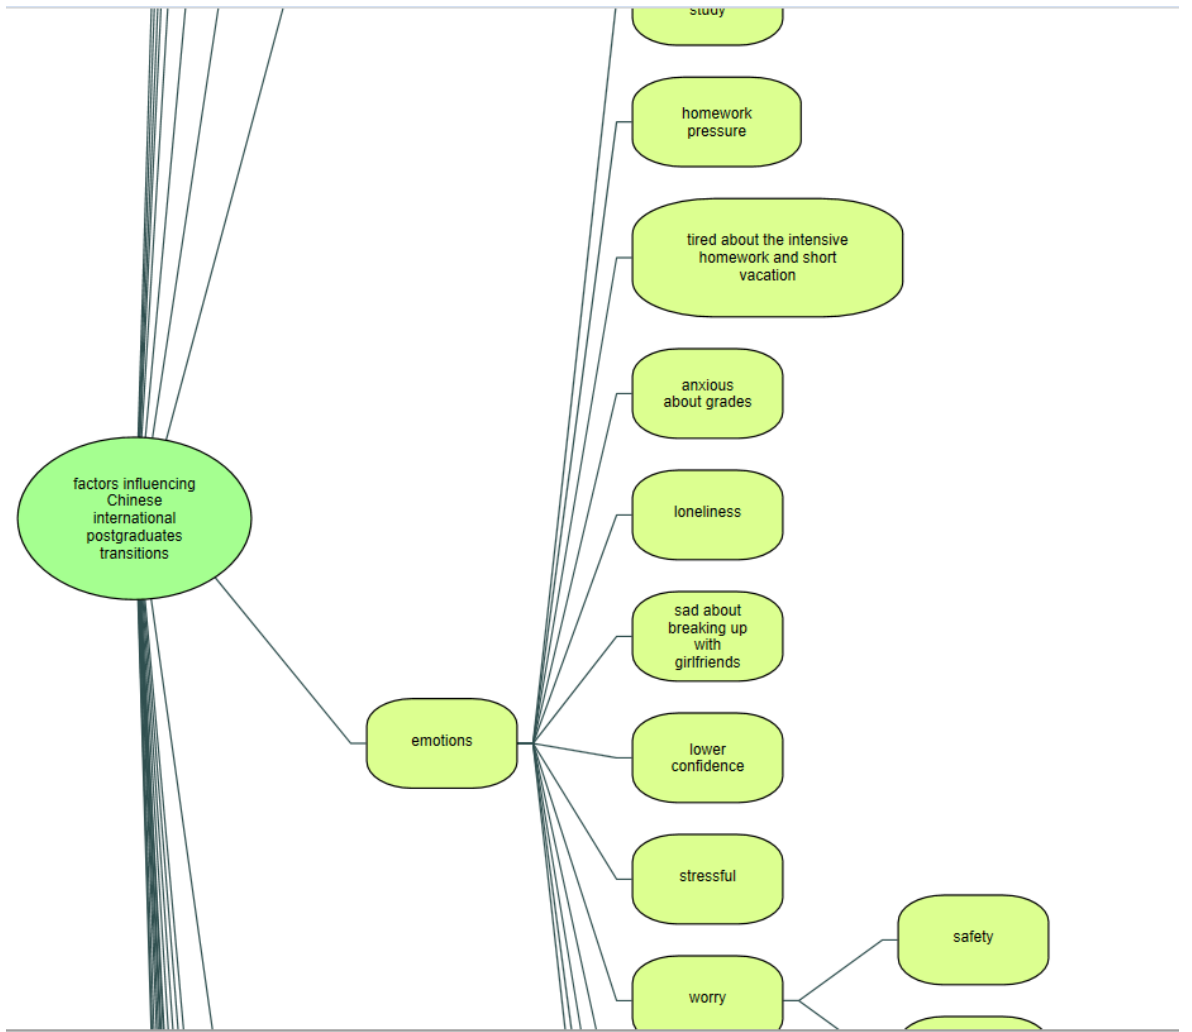 study
homework
pressure
tired about the intensive
homework and short
vacation
anxious
about grades
factors influencing
Chinese
international
postgraduates
transitions
loneliness
sad about
breaking up
with
girlfriends
emotions
lower
confidence
stressful
safety
worry